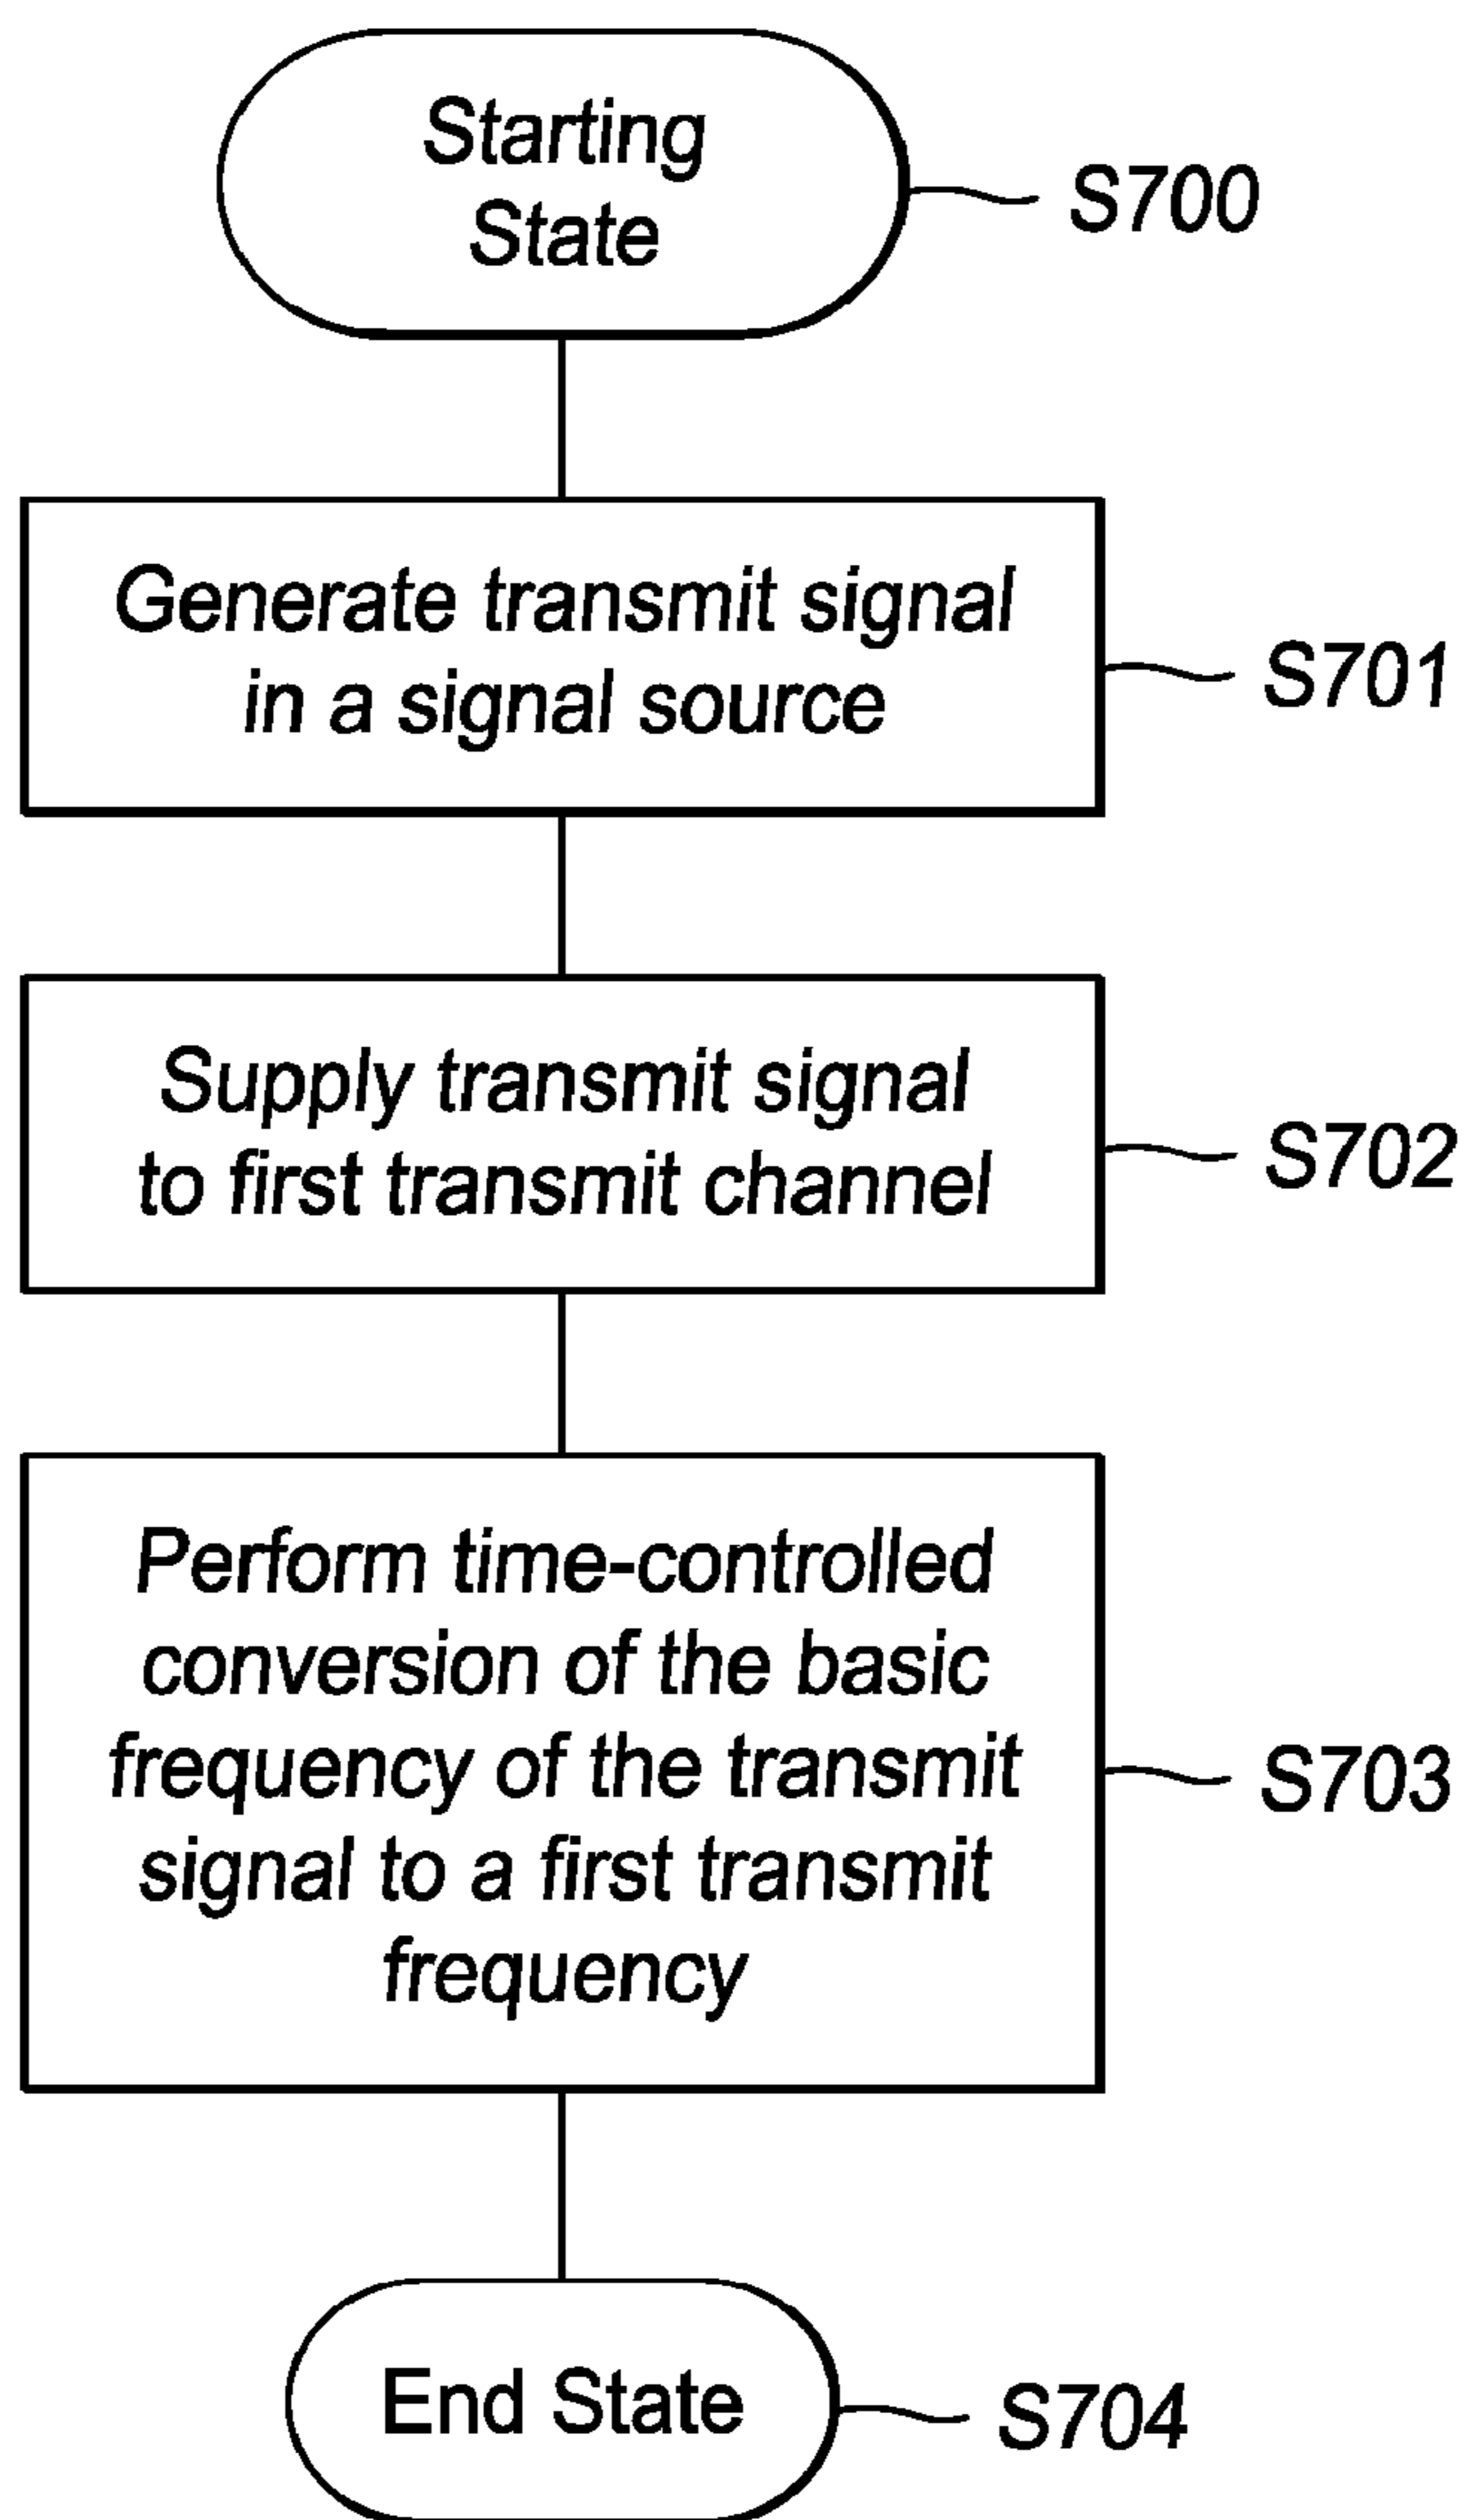 Starting
State
S700
Generate transmit signal
in a signal source
S701
Supply transmit signal
to first transmit channel
S702
Perform time-controlled
conversion of the basic
frequency of the transmit
signal to a first transmit
frequency
S703
End State
S704